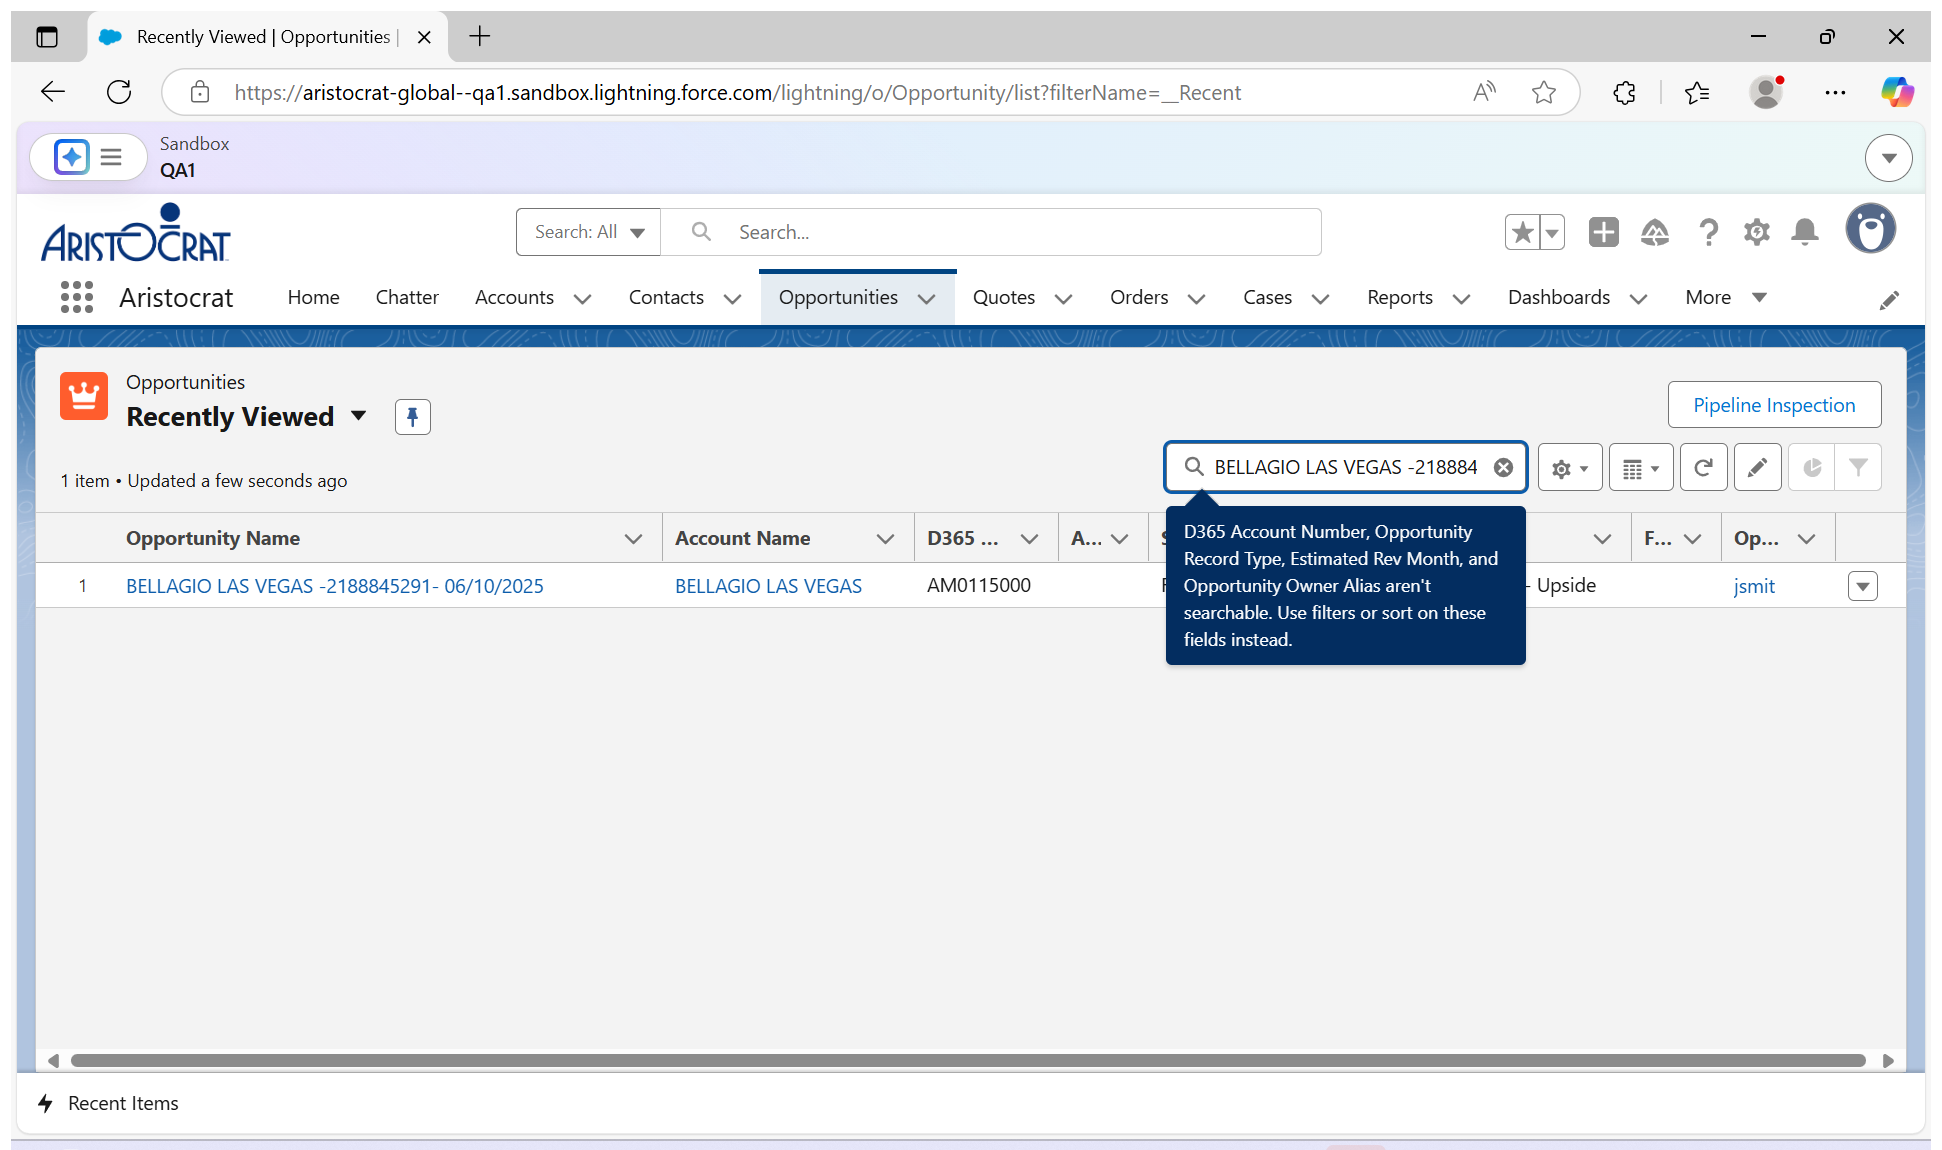 Recently Viewed | Opportunities |
https://aristocrat-global--qa1.sandbox.lightning.force.com/lightning/o/Opportunity/list?filterName=__Recent
Sandbox
QA1
ARISTOCRAT
Search: All
Search...
Aristocrat
Home
Chatter
Accounts
Contacts
Opportunities
Quotes
Orders
Cases
Reports
Dashboards
More
Opportunities
Recently Viewed
Pipeline Inspection
1 item • Updated a few seconds ago
BELLAGIO LAS VEGAS -218884
D365 Account Number, Opportunity
Record Type, Estimated Rev Month, and
Opportunity Owner Alias aren't
searchable. Use filters or sort on these
fields instead.
Opportunity Name
Account Name
D365 ...
A...
F...
Op...
1
BELLAGIO LAS VEGAS -2188845291- 06/10/2025
BELLAGIO LAS VEGAS
AM0115000
- Upside
jsmit
Recent Items